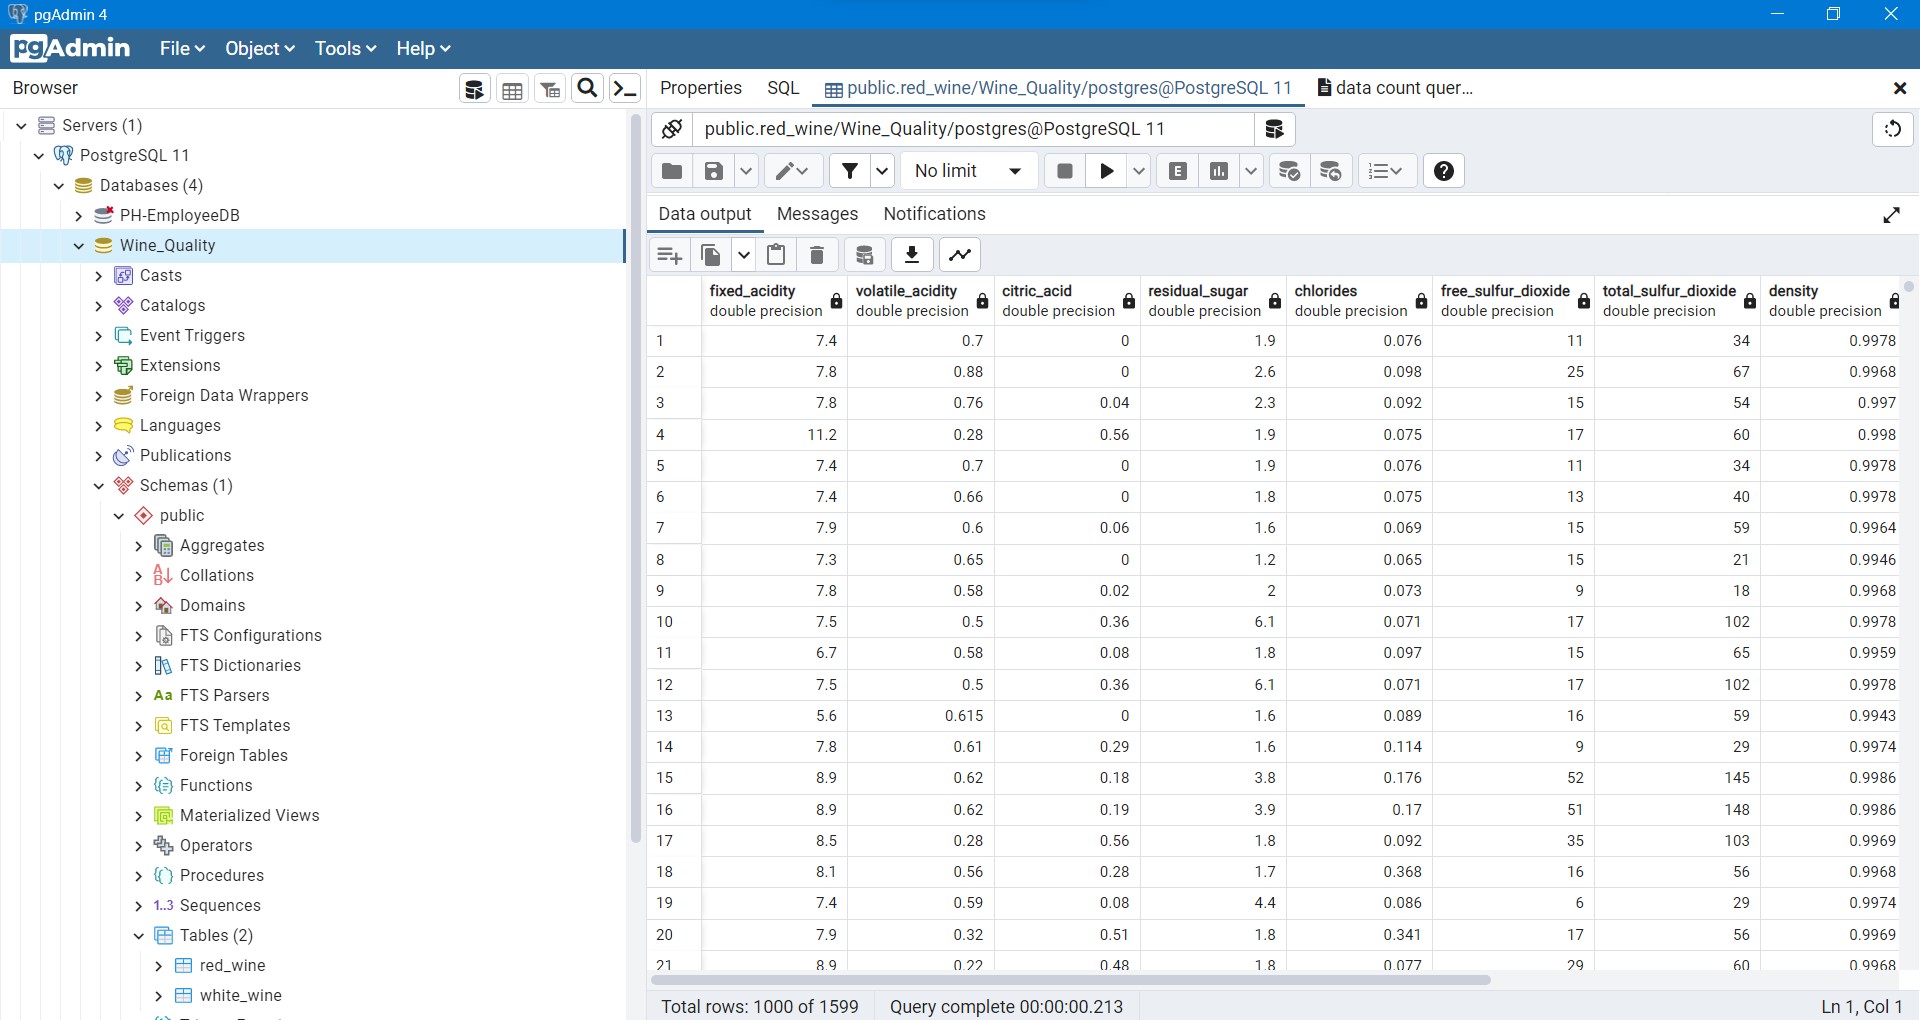 pgAdmin 4
pgAdmin File Object Tools Help
Browser
Properties SQL public.red_wine/Wine_Quality/postgres@PostgreSQL 11 data count quer...
Servers (1)
PostgreSQL 11
Databases (4)
PH-EmployeeDB
Wine_Quality
Casts
Catalogs
Event Triggers
Extensions
Foreign Data Wrappers
Languages
Publications
Schemas (1)
public
Aggregates
Collations
Domains
FTS Configurations
FTS Dictionaries
Aa FTS Parsers
FTS Templates
Foreign Tables
Functions
Materialized Views
Operators
Procedures
1..3 Sequences
Tables (2)
red_wine
white_wine
public.red_wine/Wine_Quality/postgres@PostgreSQL 11
No limit E
Data output Messages Notifications
fixed_acidity volatile_acidity citric_acid residual_sugar chlorides free_sulfur_dioxide total_sulfur_dioxide density
double precision double precision double precision double precision double precision double precision double precision double precision
1 7.4 0.7 0 1.9 0.076 11 34 0.9978
2 7.8 0.88 0 2.6 0.098 25 67 0.9968
3 7.8 0.76 0.04 2.3 0.092 15 54 0.997
4 11.2 0.28 0.56 1.9 0.075 17 60 0.998
5 7.4 0.7 0 1.9 0.076 11 34 0.9978
6 7.4 0.66 0 1.8 0.075 13 40 0.9978
7 7.9 0.6 0.06 1.6 0.069 15 59 0.9964
8 7.3 0.65 0 1.2 0.065 15 21 0.9946
9 7.8 0.58 0.02 2 0.073 9 18 0.9968
10 7.5 0.5 0.36 6.1 0.071 17 102 0.9978
11 6.7 0.58 0.08 1.8 0.097 15 65 0.9959
12 7.5 0.5 0.36 6.1 0.071 17 102 0.9978
13 5.6 0.615 0 1.6 0.089 16 59 0.9943
14 7.8 0.61 0.29 1.6 0.114 9 29 0.9974
15 8.9 0.62 0.18 3.8 0.176 52 145 0.9986
16 8.9 0.62 0.19 3.9 0.17 51 148 0.9986
17 8.5 0.28 0.56 1.8 0.092 35 103 0.9969
18 8.1 0.56 0.28 1.7 0.368 16 56 0.9968
19 7.4 0.59 0.08 4.4 0.086 6 29 0.9974
20 7.9 0.32 0.51 1.8 0.341 17 56 0.9969
21 8.9 0.22 0.48 1.8 0.077 29 60 0.9968
Total rows: 1000 of 1599 Query complete 00:00:00.213 Ln 1, Col 1